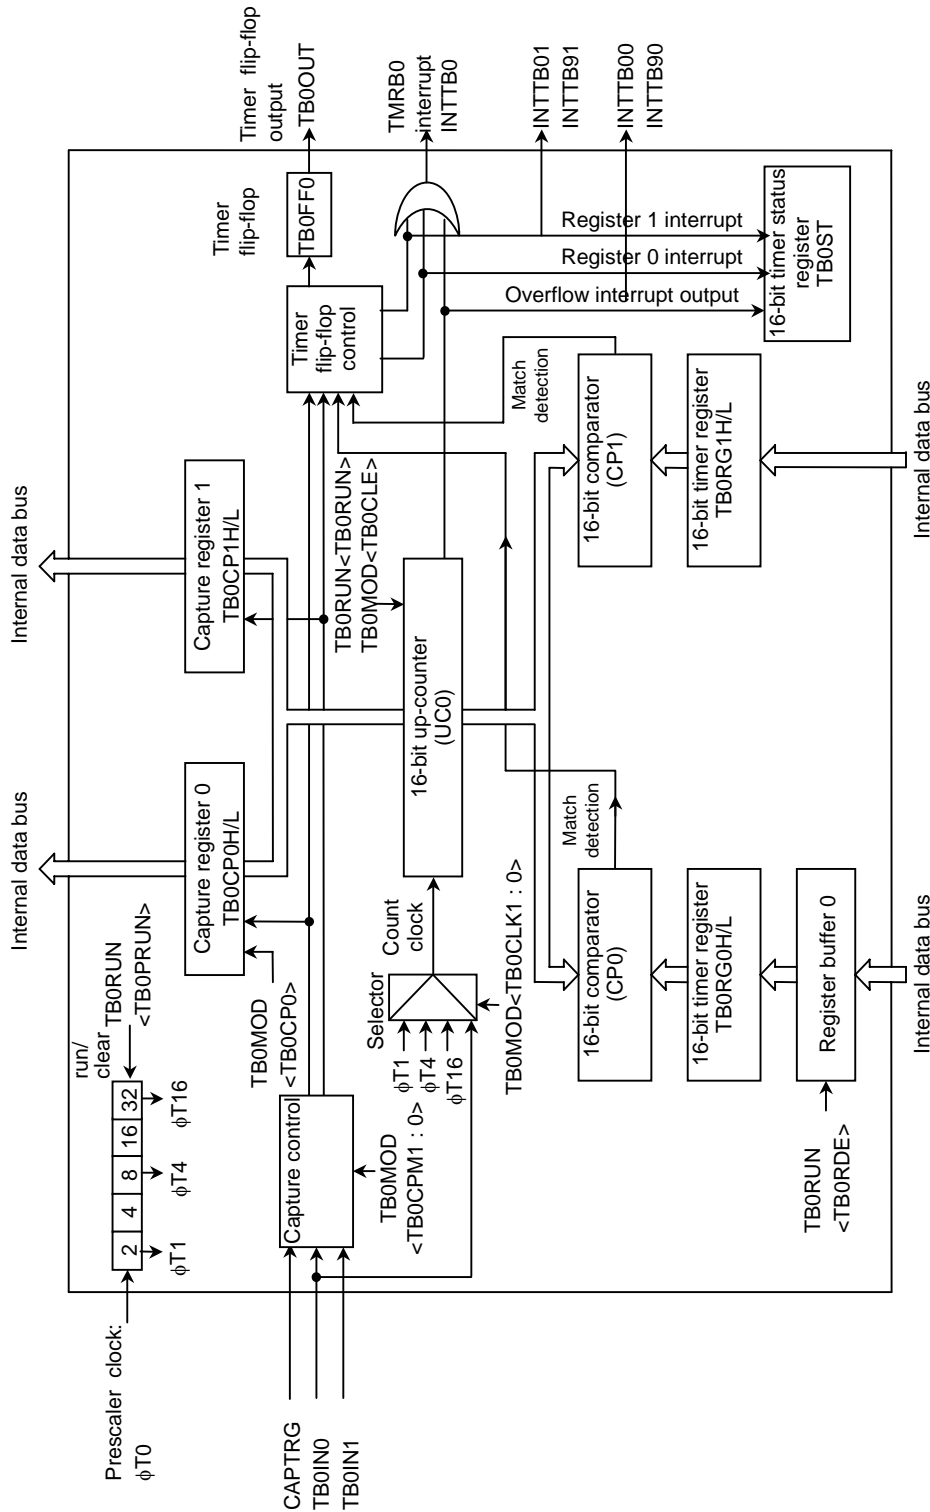 Prescaler clock:
ϕT0
2 4 8 16 32
ϕT1
ϕT4
ϕT16
run/
clear
TB0RUN
<TB0PRUN>
Internal data bus
Internal data bus
CAPTRG
TB0IN0
TB0IN1
Capture control
TB0MOD
<TB0CPM1 : 0>
TB0MOD
<TB0CP0>
Capture register 0
TB0CP0H/L
Capture register 1
TB0CP1H/L
Selector
ϕT1
ϕT4
ϕT16
TB0MOD<TB0CLK1 : 0>
Count
clock
16-bit up-counter
(UC0)
TB0RUN<TB0RUN>
TB0MOD<TB0CLE>
Timer
flip-flop
control
Timer
flip-flop
TB0FF0
Timer flip-flop
output
TB0OUT
TMRB0
interrupt
INTTB0
INTTB01
INTTB91
INTTB00
INTTB90
Register 1 interrupt
Register 0 interrupt
Overflow interrupt output
16-bit timer status
register
TB0ST
Match
detection
Match
detection
16-bit comparator
(CP0)
16-bit comparator
(CP1)
16-bit timer register
TB0RG0H/L
16-bit timer register
TB0RG1H/L
Register buffer 0
TB0RUN
<TB0RDE>
Internal data bus
Internal data bus